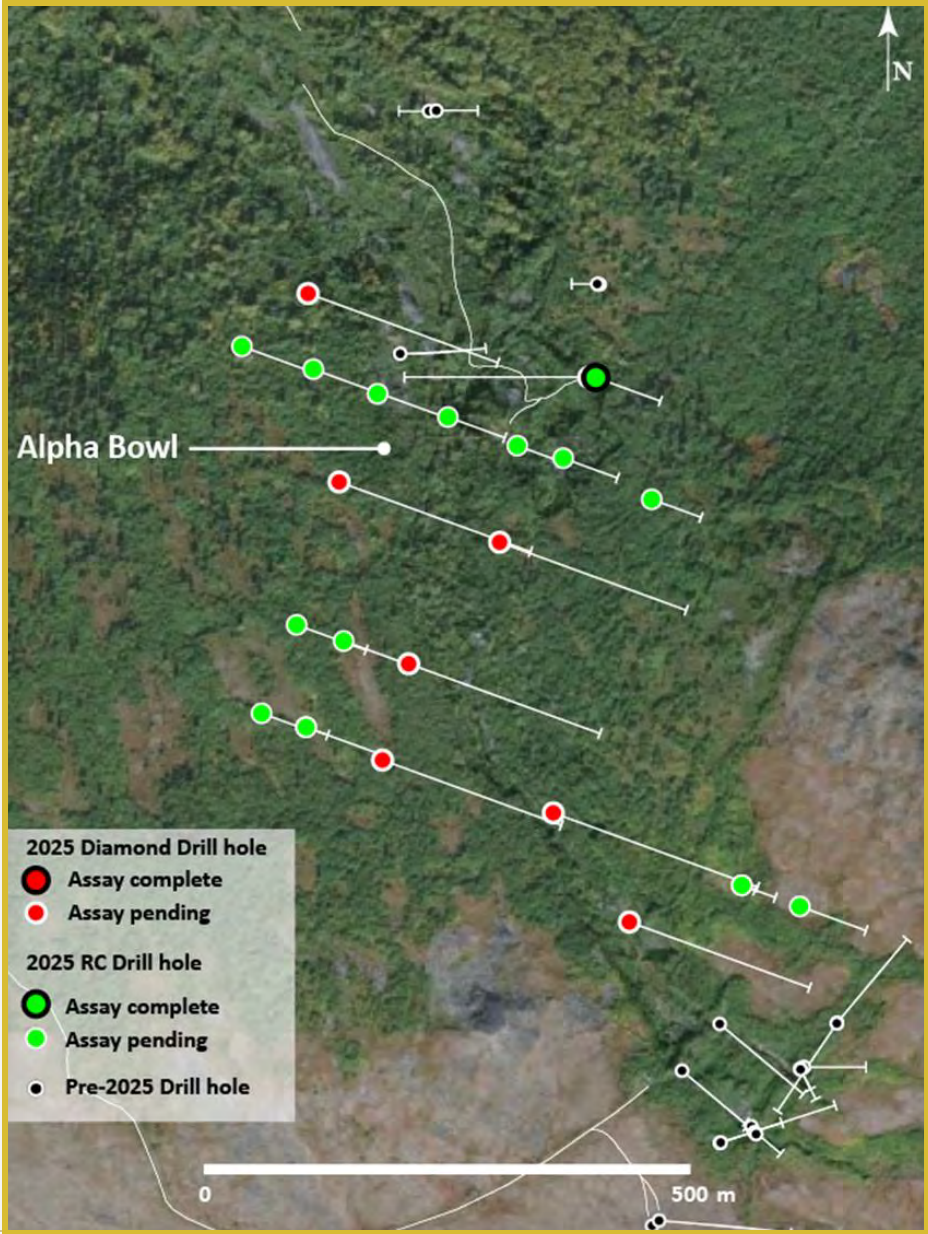 N
Alpha Bowl
2025 Diamond Drill hole
Assay complete
Assay pending
2025 RC Drill hole
Assay complete
Assay pending
Pre-2025 Drill hole
0
500 m